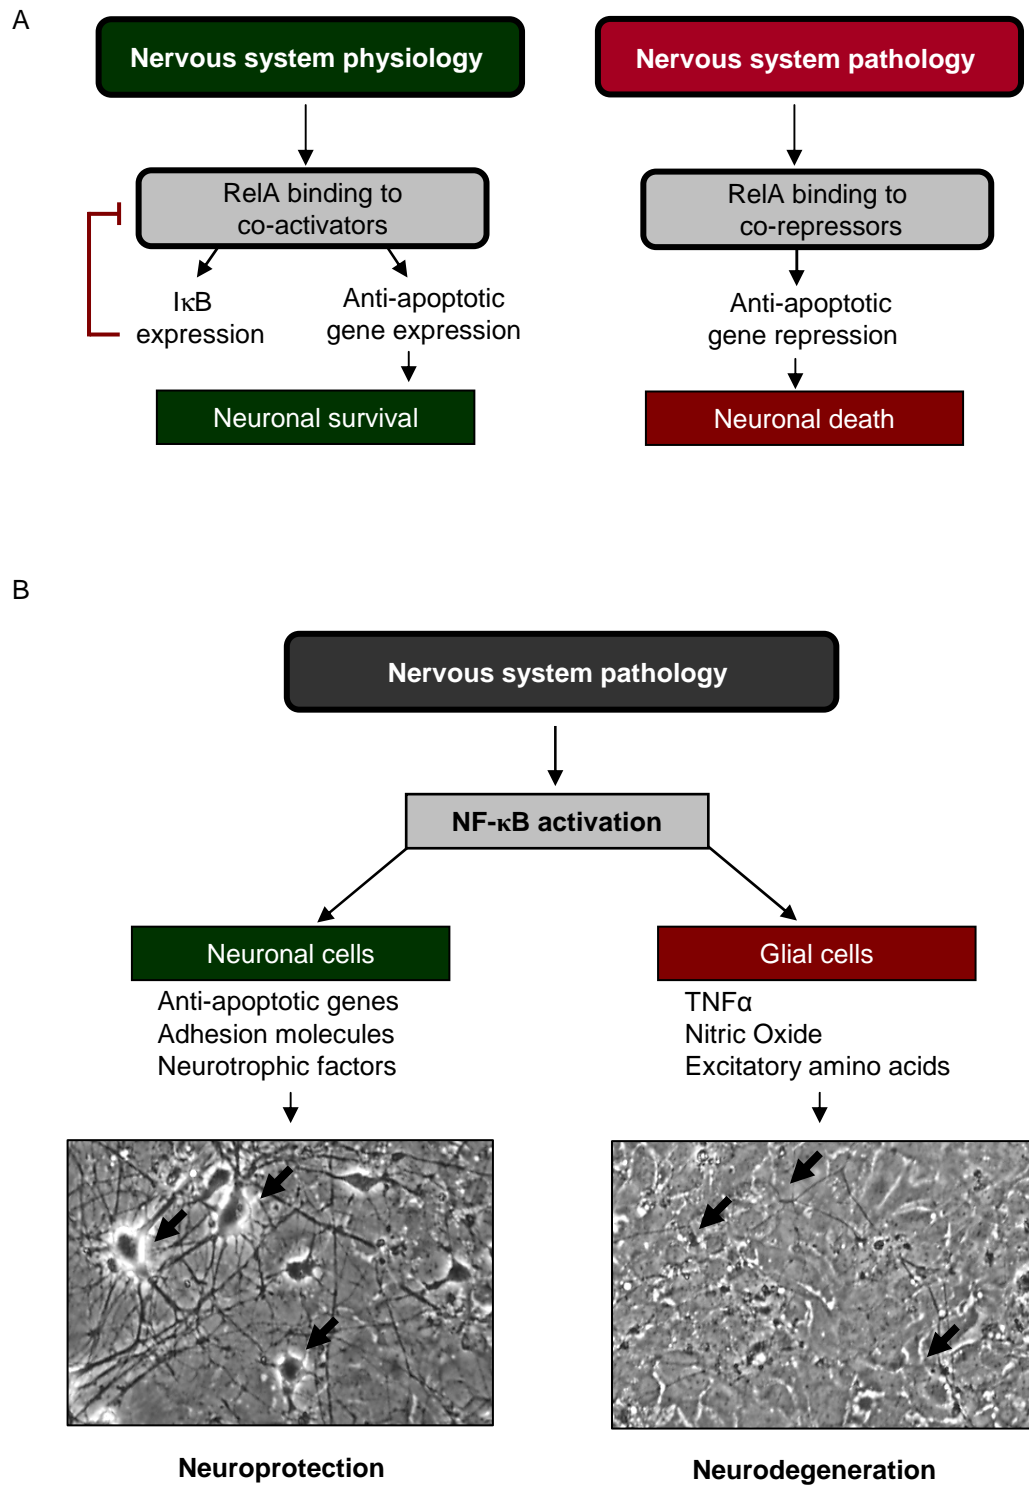 A
Nervous system physiology
Nervous system pathology
RelA binding to
co-activators
RelA binding to
co-repressors
IκB
expression
Anti-apoptotic
gene expression
Anti-apoptotic
gene repression
Neuronal survival
Neuronal death
B
Nervous system pathology
NF-κB activation
Neuronal cells
Glial cells
Anti-apoptotic genes
Adhesion molecules
Neurotrophic factors
TNFα
Nitric Oxide
Excitatory amino acids
Neuroprotection
Neurodegeneration